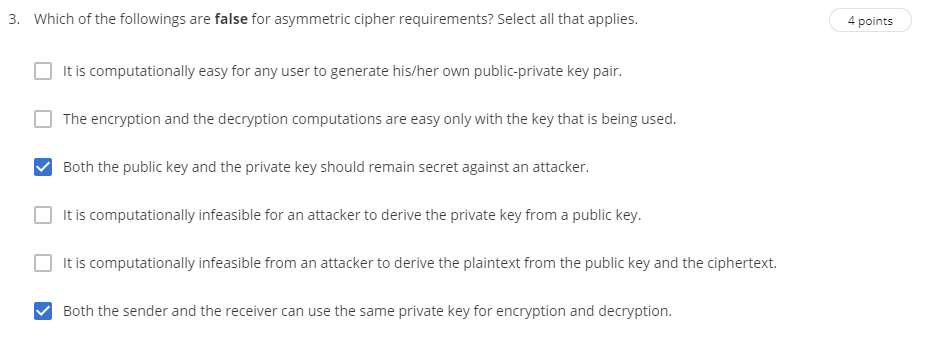 3. Which of the followings are false for asymmetric cipher requirements? Select all that applies.
4 points
It is computationally easy for any user to generate his/her own public-private key pair.
The encryption and the decryption computations are easy only with the key that is being used.
Both the public key and the private key should remain secret against an attacker.
It is computationally infeasible for an attacker to derive the private key from a public key.
It is computationally infeasible from an attacker to derive the plaintext from the public key and the ciphertext.
Both the sender and the receiver can use the same private key for encryption and decryption.